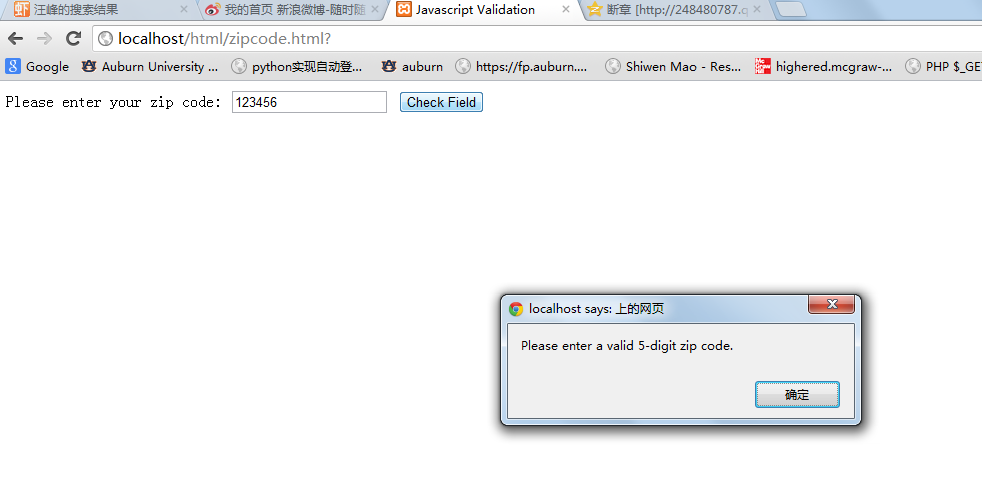 汪峰的搜索结果
我的首页 新浪微博-随时随
Javascript Validation
断章 [http://248480787.q
localhost/html/zipcode.html?
Google
Auburn University ...
python实现自动登...
auburn
https://fp.auburn....
Shiwen Mao - Res...
highered.mcgraw-...
PHP $_GE
Please enter your zip code: 123456 Check Field
localhost says: 上的网页
Please enter a valid 5-digit zip code.
确定